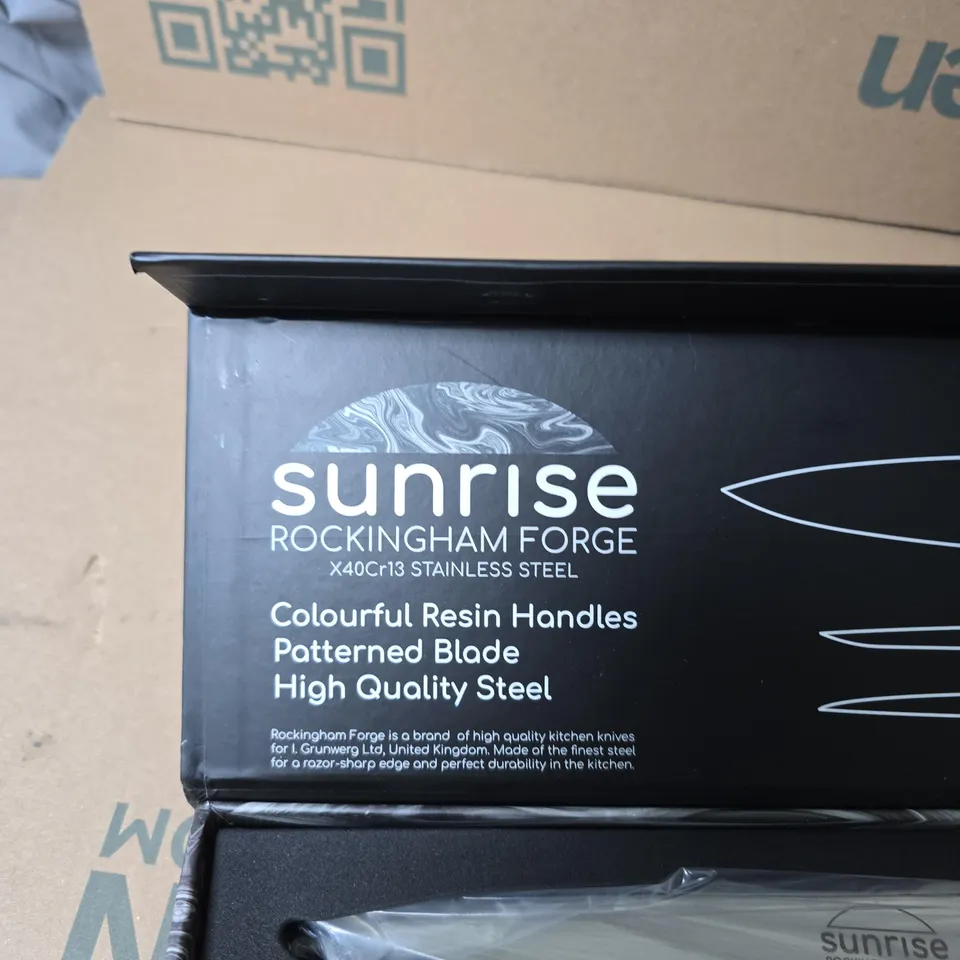 en
sunrise
ROCKINGHAM FORGE
X40Cr13 STAINLESS STEEL
Colourful Resin Handles
Patterned Blade
High Quality Steel
Rockingham Forge is a brand of high quality kitchen knives
for I. Grunwerg Ltd, United Kingdom. Made of the finest steel
for a razor-sharp edge and perfect durability in the kitchen.
sunrise